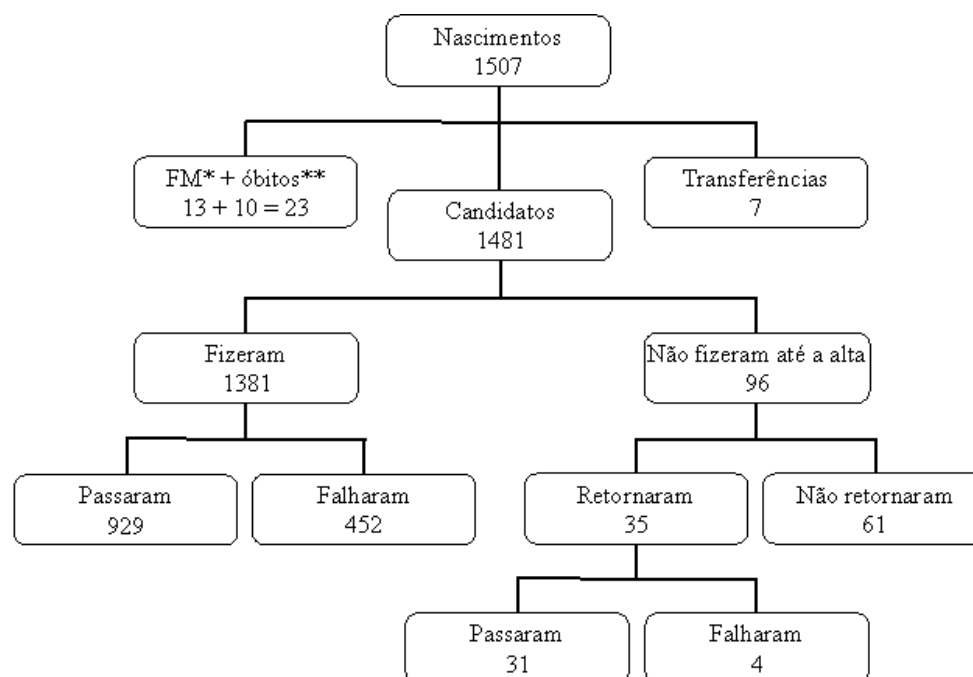 Nascimentos
1507
FM* + óbitos**
13 + 10 = 23
Transferências
7
Candidatos
1481
Fizeram
1381
Não fizeram até a alta
96
Passaram
929
Falharam
452
Retornaram
35
Não retornaram
61
Passaram
31
Falharam
4